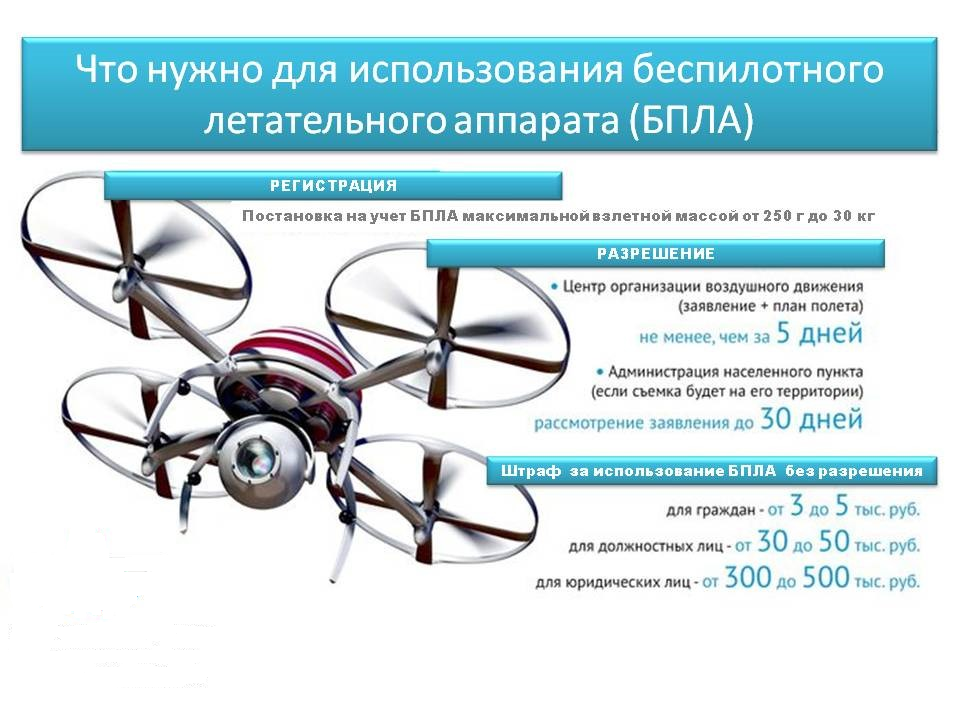 Что нужно для использования беспилотного
летательного аппарата (БПЛА)
РЕГИСТРАЦИЯ
Постановка на учет БПЛА максимальной взлетной массой от 250 г до 30 кг
РАЗРЕШЕНИЕ
• Центр организации воздушного движения
(заявление + план полета)
не менее, чем за 5 дней
• Администрация населенного пункта
(если съемка будет на его территории)
рассмотрение заявления до 30 дней
Штраф за использование БПЛА без разрешения
для граждан - от 3 до 5 тыс. руб.
для должностных лиц - от 30 до 50 тыс. руб.
для юридических лиц - от 300 до 500 тыс. руб.